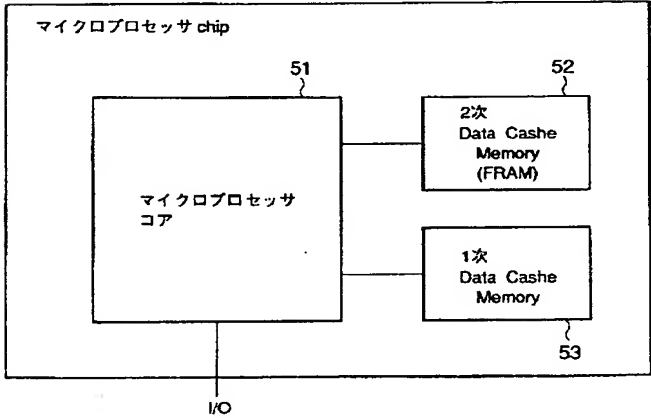 マイクロプロセッサ chip
51
マイクロプロセッサ
コア
52
2次
Data Cashe
Memory
(FRAM)
1次
Data Cashe
Memory
53
I/O